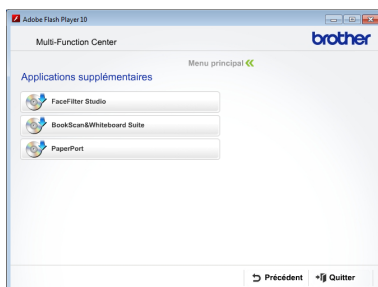 Adobe Flash Player 10
Multi-Function Center
brother
Menu principal
Applications supplémentaires
FaceFilter Studio
BookScan&Whiteboard Suite
PaperPort
Précédent
Quitter